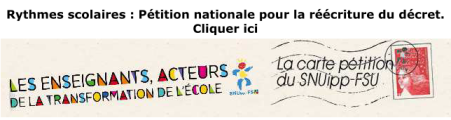 Rythmes scolaires : Pétition nationale pour la réécriture du décret.
Cliquer ici
LES ENSEIGNANTS, ACTEURS
DE LA TRANSFORMATION DE L'ÉCOLE
La carte pétition
du SNUipp-FSU